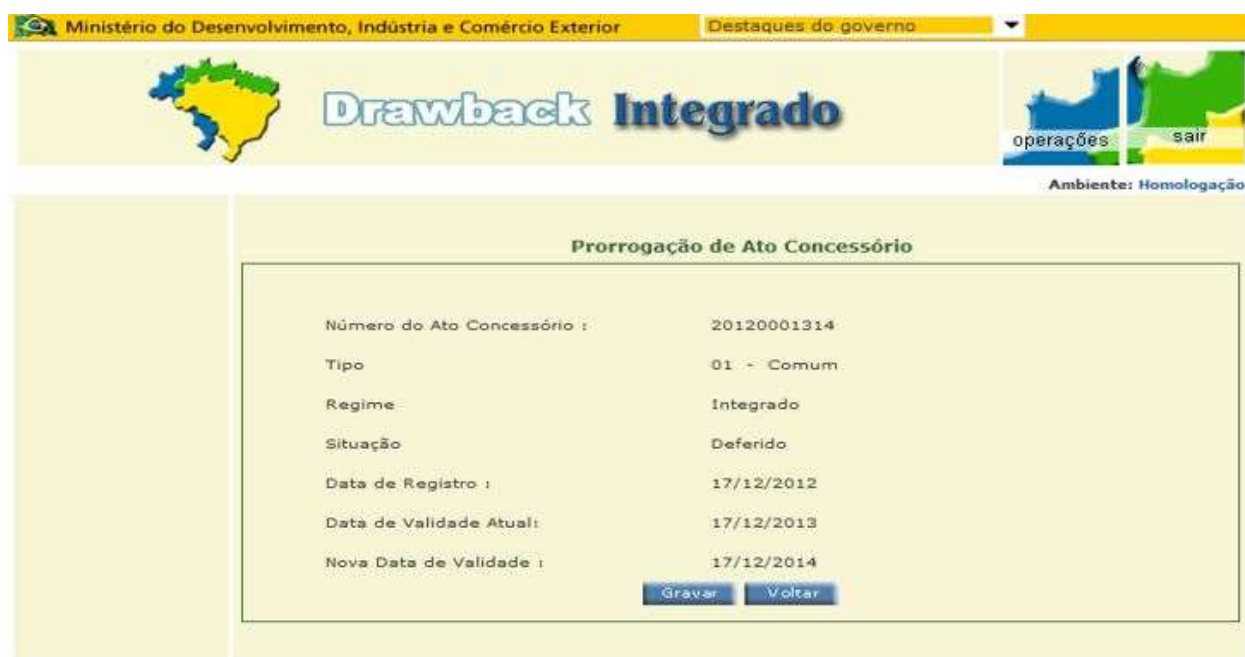 Ministério do Desenvolvimento, Indústria e Comércio Exterior Destaques do governo
Drawback Integrado
operações sair
Ambiente: Homologação
Prorrogação de Ato Concessório
Número do Ato Concessório : 20120001314
Tipo 01 - Comum
Regime Integrado
Situação Deferido
Data de Registro : 17/12/2012
Data de Validade Atual: 17/12/2013
Nova Data de Validade : 17/12/2014
Gravar Voltar